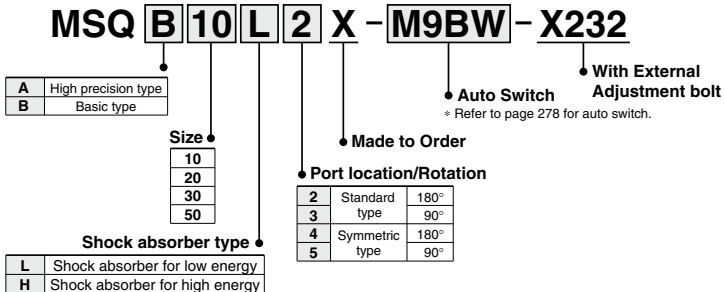 MSQ B 10 L 2 X – M9BW – X232
With External
Adjustment bolt
Auto Switch
∗ Refer to page 278 for auto switch.
Made to Order
Port location/Rotation
2 Standard type 180°
3 90°
4 Symmetric type 180°
5 90°
A High precision type
B Basic type
Size
10
20
30
50
Shock absorber type
L Shock absorber for low energy
H Shock absorber for high energy